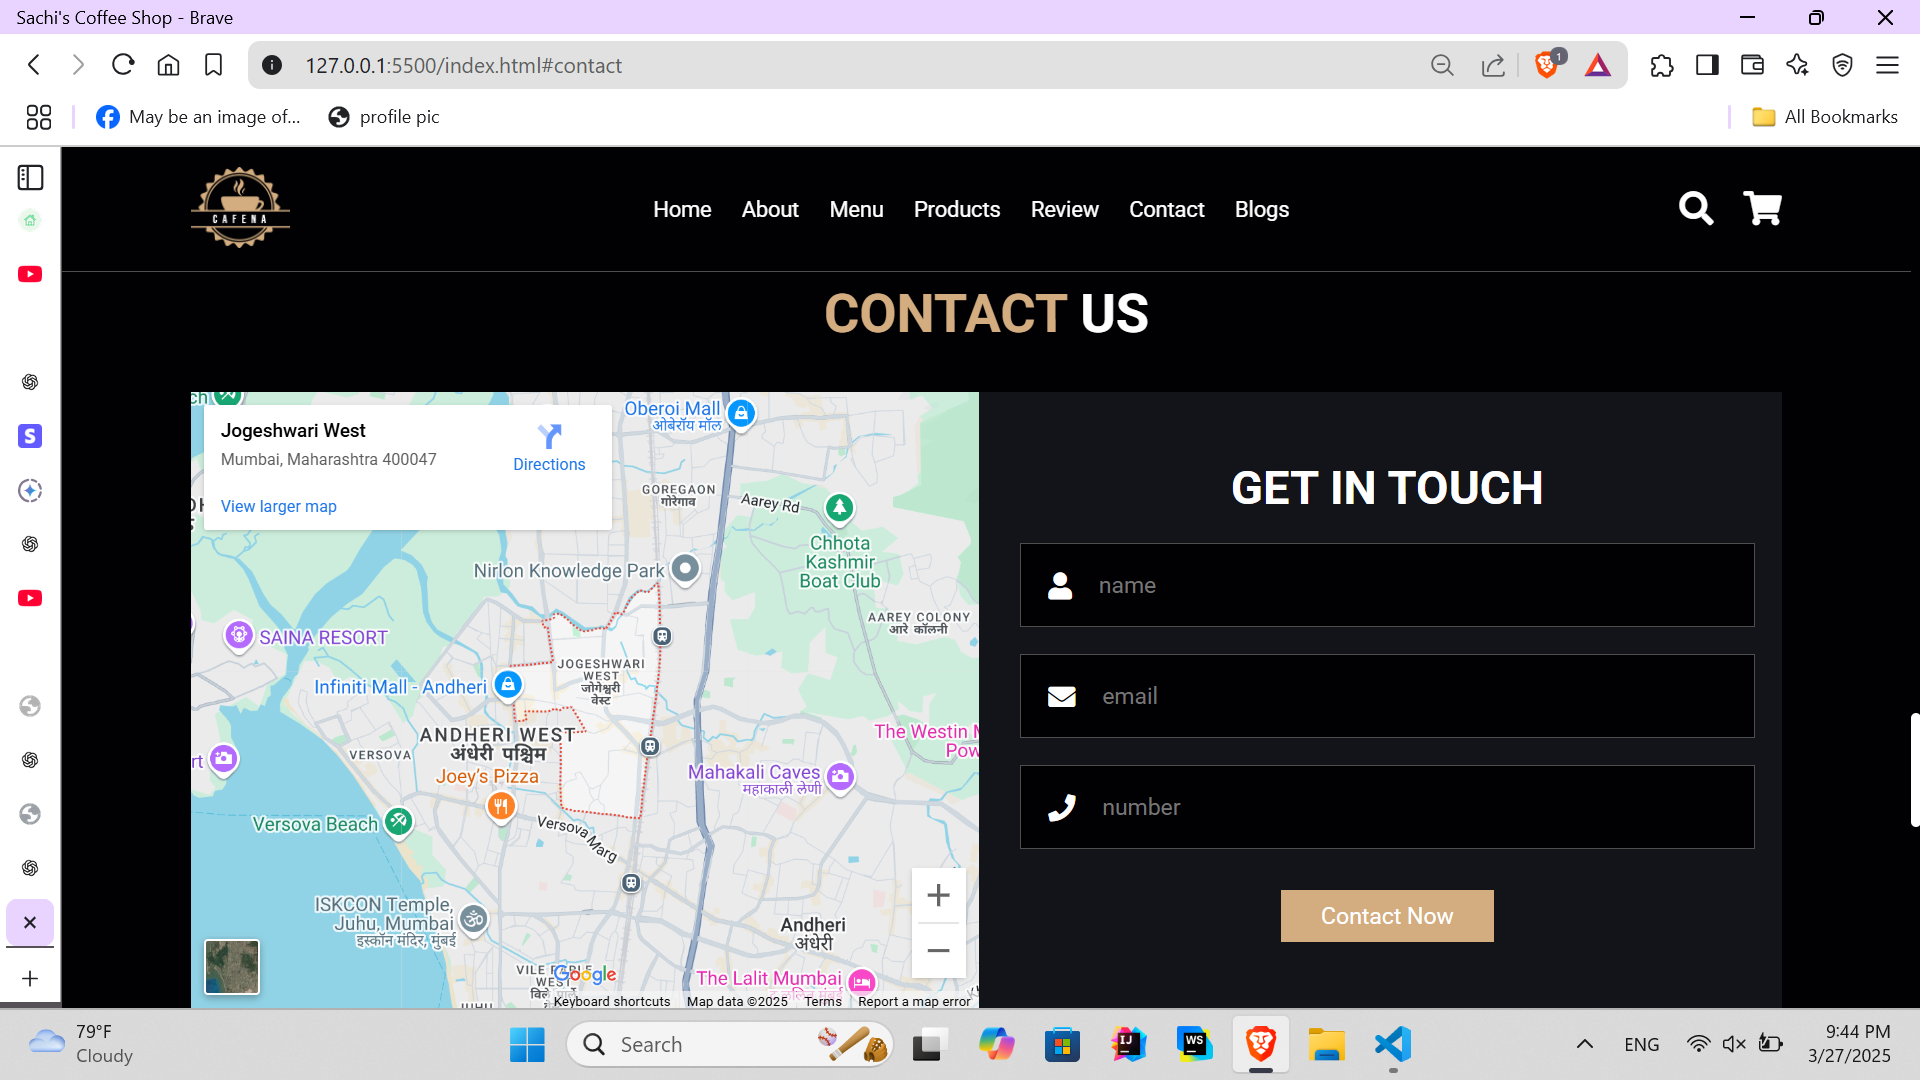 Sachi's Coffee Shop - Brave
127.0.0.1:5500/index.html#contact
1
May be an image of...
profile pic
All Bookmarks
CAFENA
Home
About
Menu
Products
Review
Contact
Blogs
CONTACT US
Jogeshwari West
Mumbai, Maharashtra 400047
Directions
View larger map
Oberoi Mall
ओबेरॉय मॉल
GOREGAON
गोरेगाव
Aarey Rd
Chhota
Kashmir
Boat Club
Nirlon Knowledge Park
AAREY COLONY
आरे कॉलनी
SAINA RESORT
JOGESHWARI
WEST
जोगेश्वरी
वेस्ट
Infiniti Mall - Andheri
ANDHERI WEST
अंधेरी पश्चिम
VERSOVA
Joey's Pizza
The Westin
Mahakali Caves
महाकाली लेणी
Versova Beach
Versova Marg
ISKCON Temple,
Juhu, Mumbai
इस्कॉन मंदिर, मुंबई
Andheri
अंधेरी
VILE PARLE
WEST
Google
The Lalit Mumbai
JUHU
Keyboard shortcuts
Map data ©2025
Terms
Report a map error
GET IN TOUCH
name
email
number
Contact Now
S
79°F
Cloudy
Search
IJ
WS
ENG
9:44 PM
3/27/2025